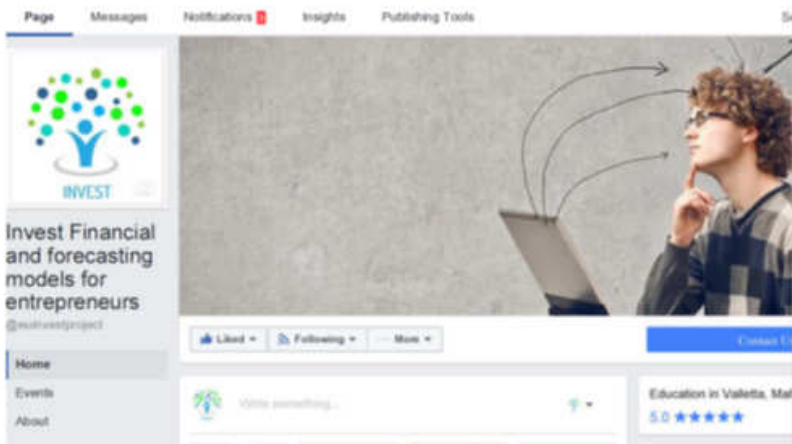 Page Messages Notifications Insights Publishing Tools
INVEST
Invest Financial
and forecasting
models for
entrepreneurs
@euinvestproject
Liked Following More Contact
Home
Write something...
Events
About
Education in Valletta,
5.0 ★★★★★